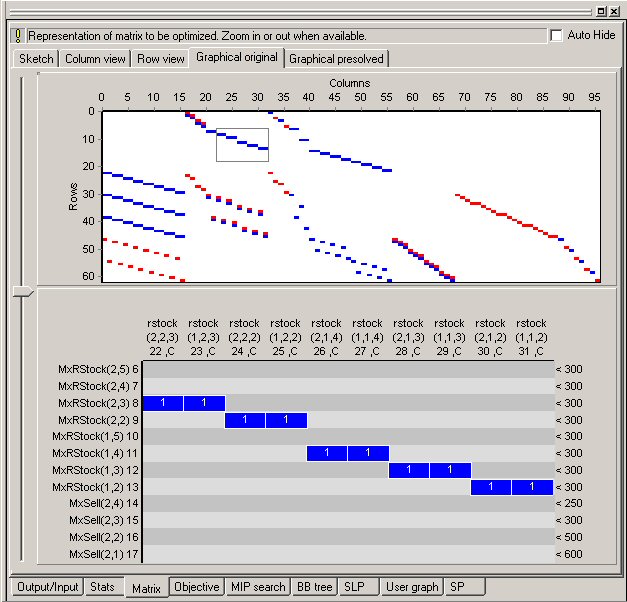 Representation of matrix to be optimized. Zoom in or out when available.
Auto Hide
Sketch Column view Row view Graphical original Graphical presolved
Columns
0 5 10 15 20 25 30 35 40 45 50 55 60 65 70 75 80 85 90 95
Rows
0
10
20
30
40
50
60
rstock rstock rstock rstock rstock rstock rstock rstock rstock rstock
(2,2,3) (1,2,3) (2,2,2) (1,2,2) (2,1,4) (1,1,4) (2,1,3) (1,1,3) (2,1,2) (1,1,2)
22 ,C 23 ,C 24 ,C 25 ,C 26 ,C 27 ,C 28 ,C 29 ,C 30 ,C 31 ,C
MxRStock(2,5) 6 < 300
MxRStock(2,4) 7 < 300
MxRStock(2,3) 8 1 1 < 300
MxRStock(2,2) 9 1 1 < 300
MxRStock(1,5) 10 < 300
MxRStock(1,4) 11 1 1 < 300
MxRStock(1,3) 12 1 1 < 300
MxRStock(1,2) 13 1 1 < 300
MxSell(2,4) 14 < 250
MxSell(2,3) 15 < 300
MxSell(2,2) 16 < 500
MxSell(2,1) 17 < 600
Output/Input Stats Matrix Objective MIP search BB tree SLP User graph SP